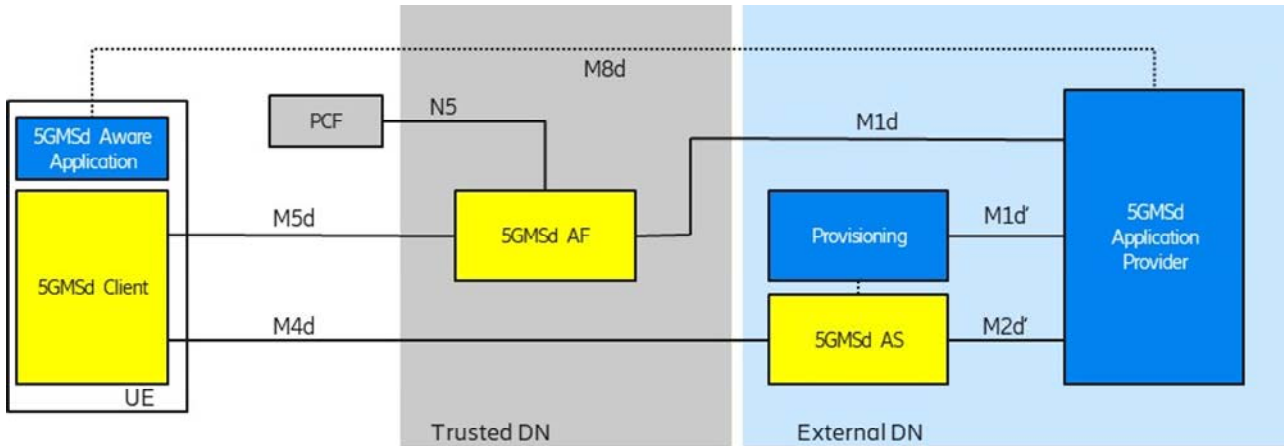 M8d
5GMSd Aware
Application
PCF
N5
M1d
M5d
5GMSd AF
Provisioning
M1d'
5GMSd
Application
Provider
5GMSd Client
M4d
5GMSd AS
M2d'
UE
Trusted DN
External DN